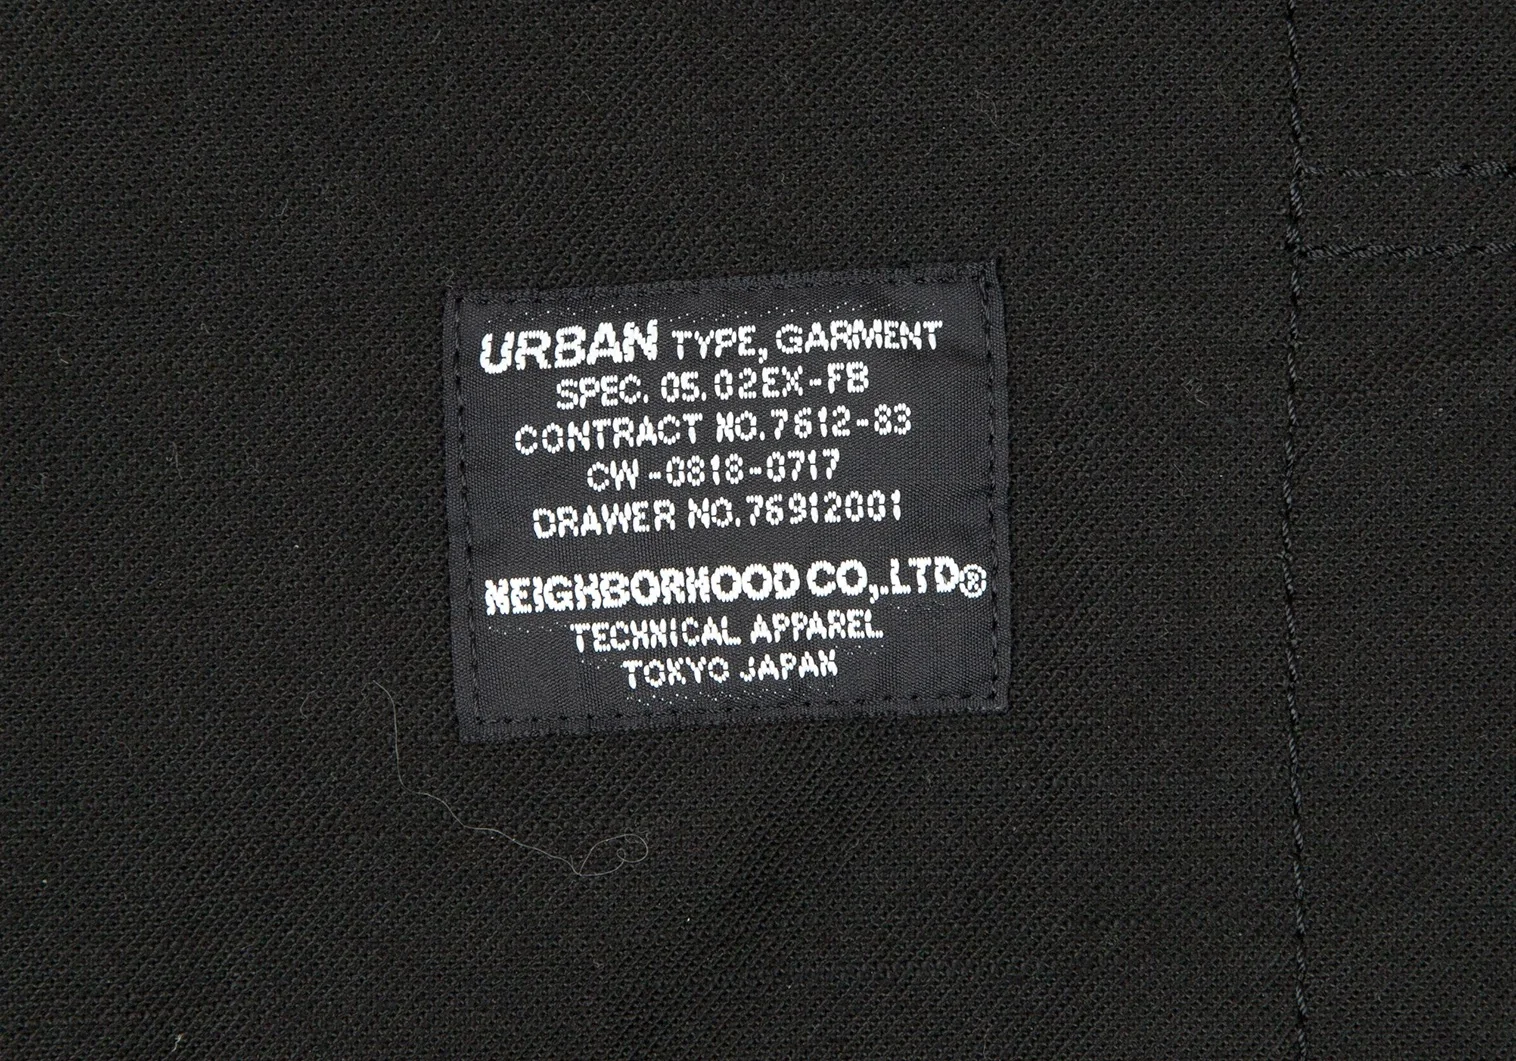 URBAN TYPE, GARMENT
SPEC. 05.02EX-FB
CONTRACT NO.7612-83
CW-0818-0717
DRAWER NO.76912001
NEIGHBORHOOD CO,.LTD®
TECHNICAL APPAREL
TOKYO JAPAN